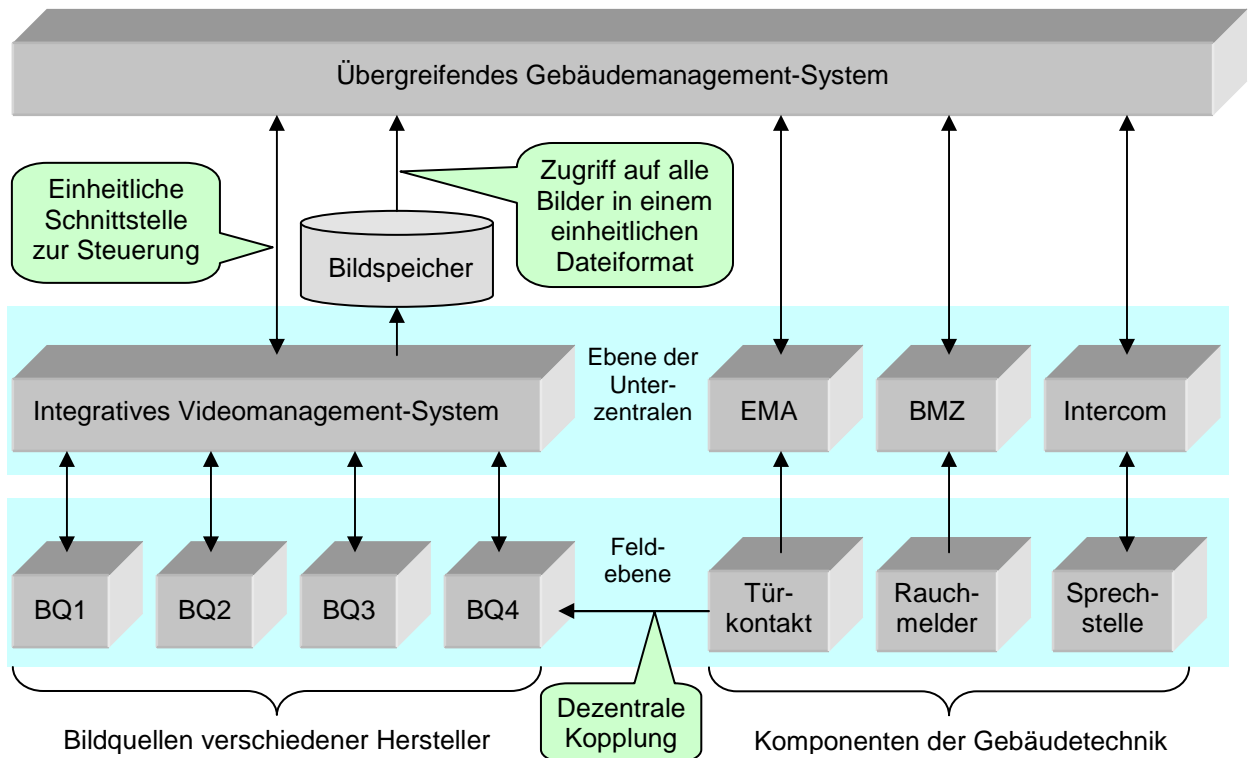 Übergreifendes Gebäudemanagement-System
Einheitliche
Schnittstelle
zur Steuerung
Zugriff auf alle
Bilder in einem
einheitlichen
Dateiformat
Bildspeicher
Integratives Videomanagement-System
Ebene der
Unter-
zentralen
EMA
BMZ
Intercom
BQ1
BQ2
BQ3
BQ4
Feld-
ebene
Tür-
kontakt
Rauch-
melder
Sprech-
stelle
Bildquellen verschiedener Hersteller
Dezentrale
Kopplung
Komponenten der Gebäudetechnik